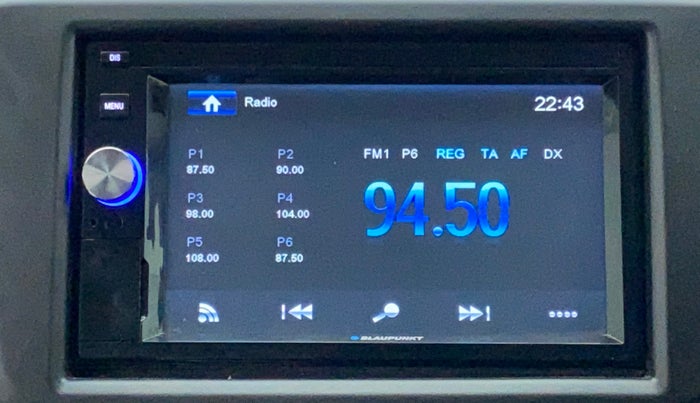 DIS
MENU
Radio
22:43
P1 P2
87.50 90.00
P3 P4
98.00 104.00
P5 P6
108.00 87.50
FM1 P6 REG TA AF DX
94.50
BLAUPUNKT